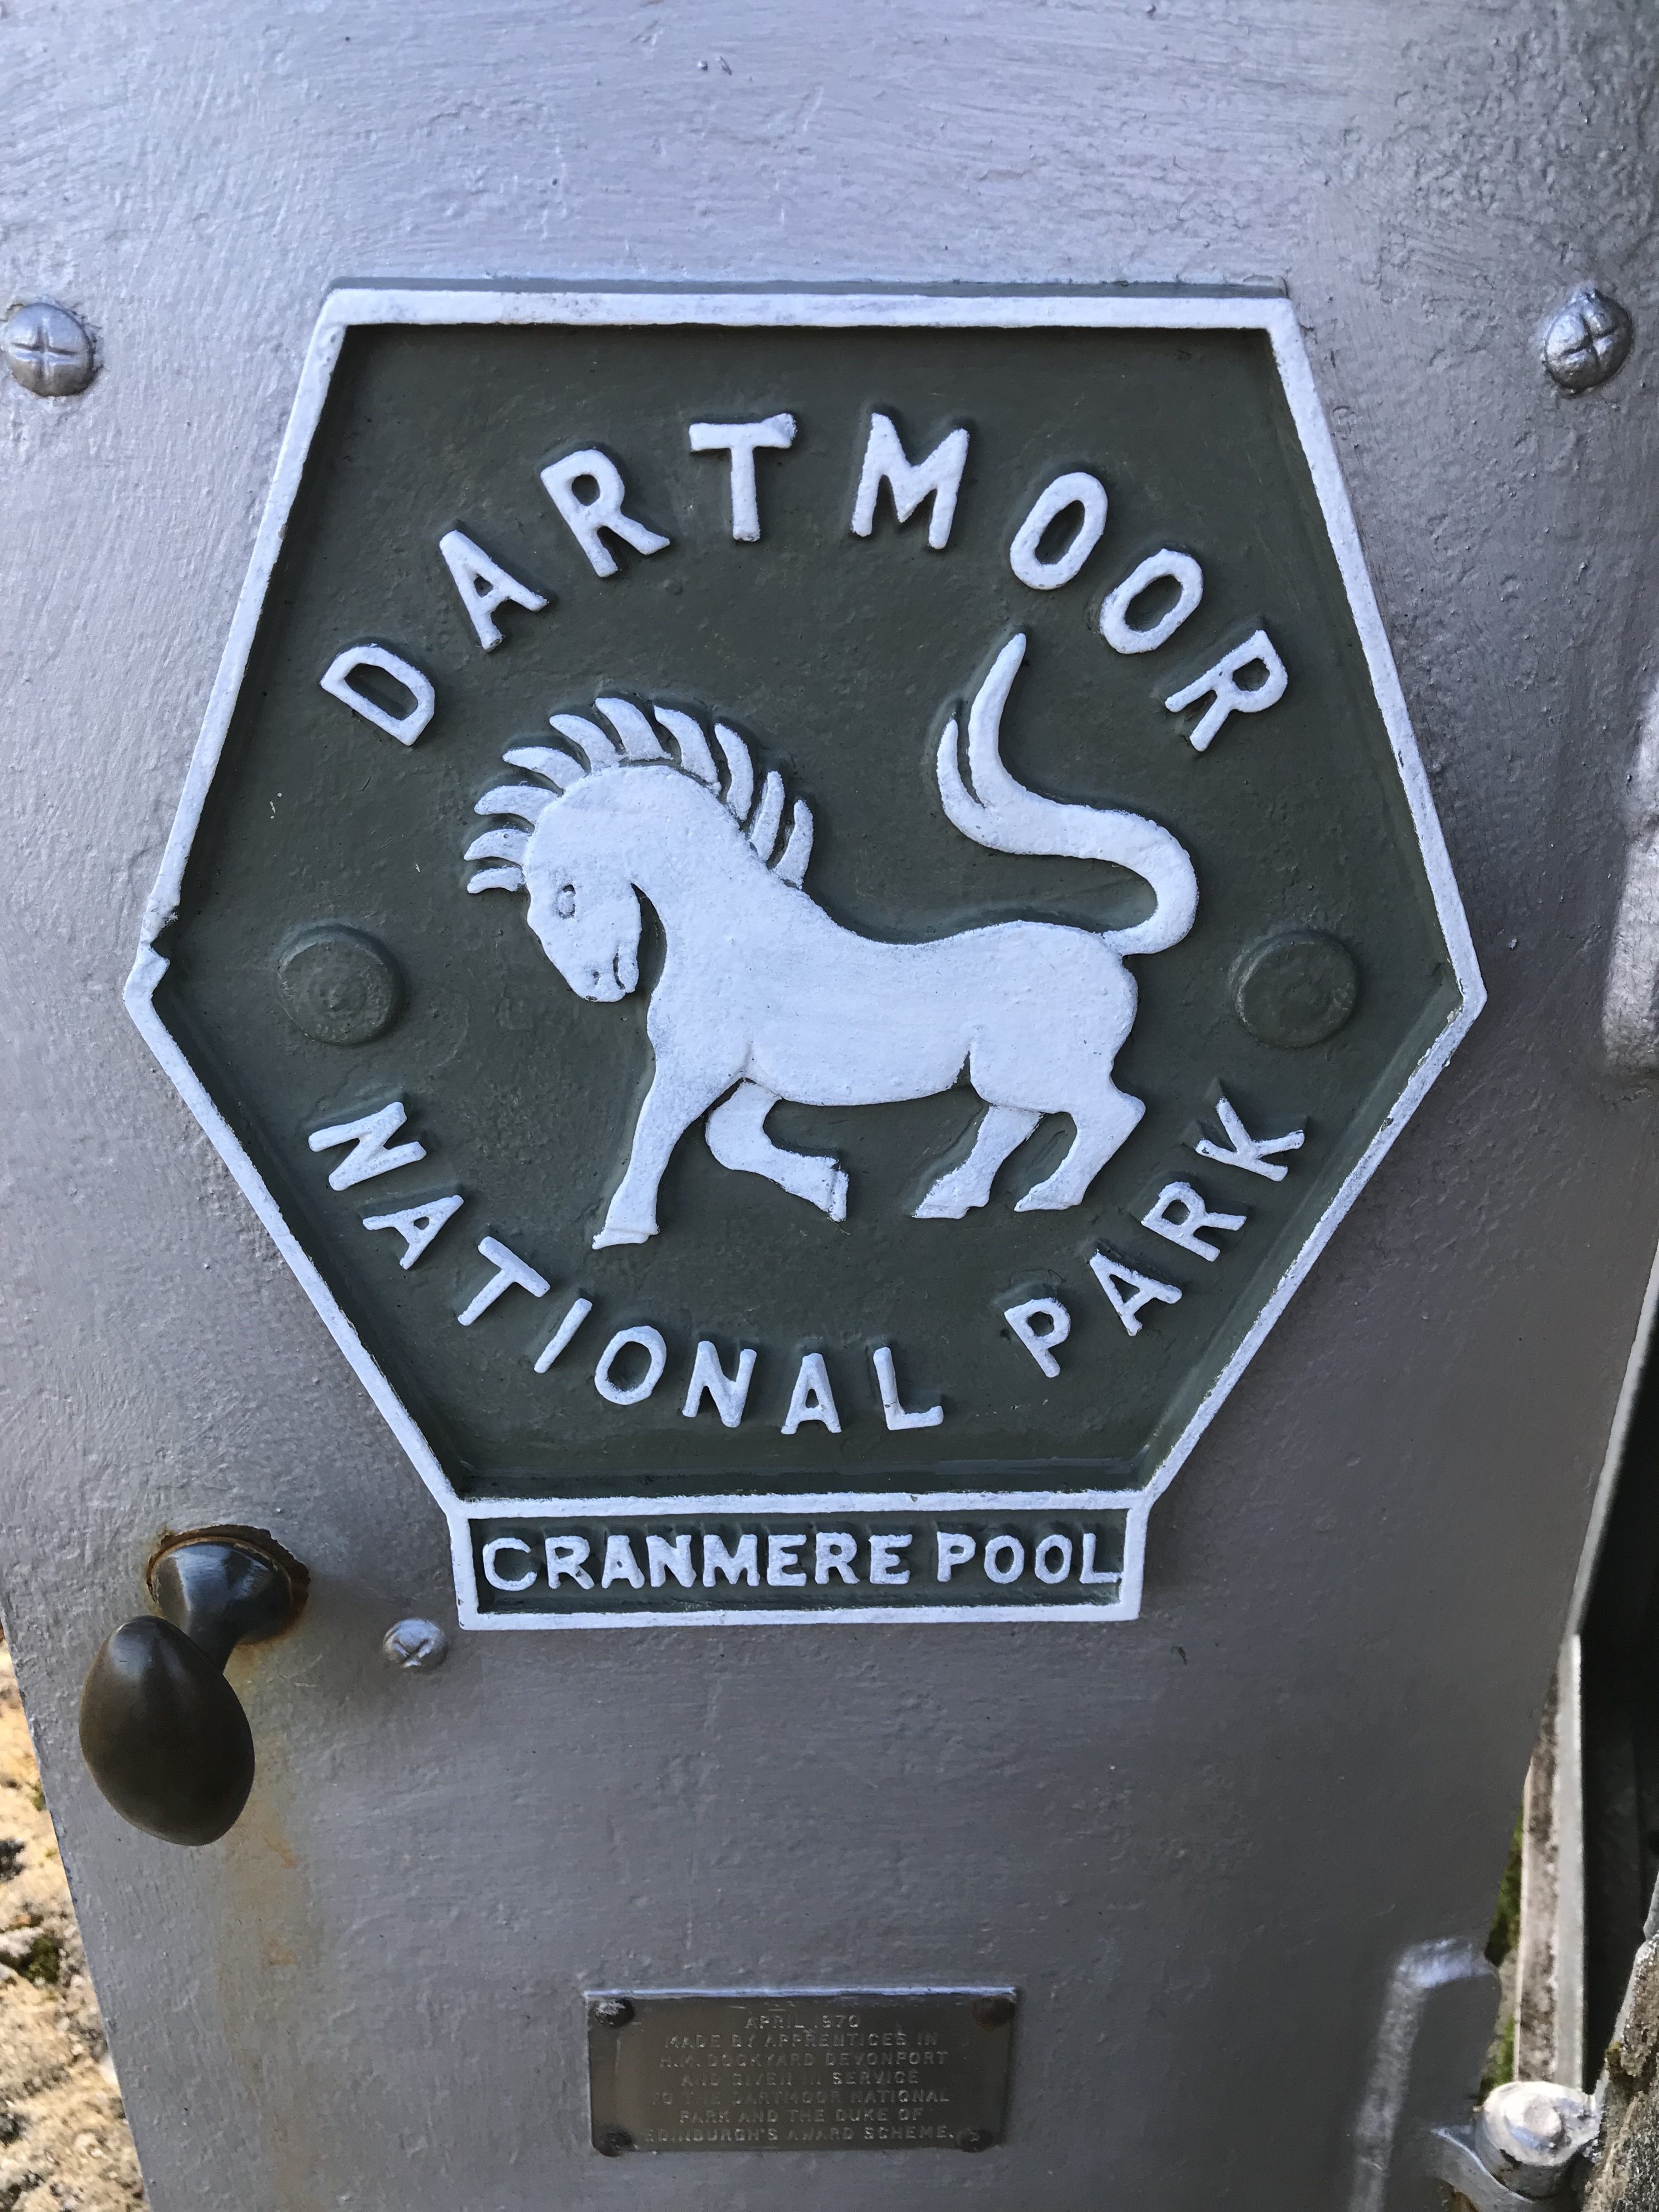 DARTMOOR
NATIONAL PARK
CRANMERE POOL
APRIL 1970
MADE BY APPRENTICES IN
H.M. DOCKYARD DEVONPORT
AND GIVEN IN SERVICE
TO THE DARTMOOR NATIONAL
PARK AND THE DUKE OF
EDINBURGH'S AWARD SCHEME.